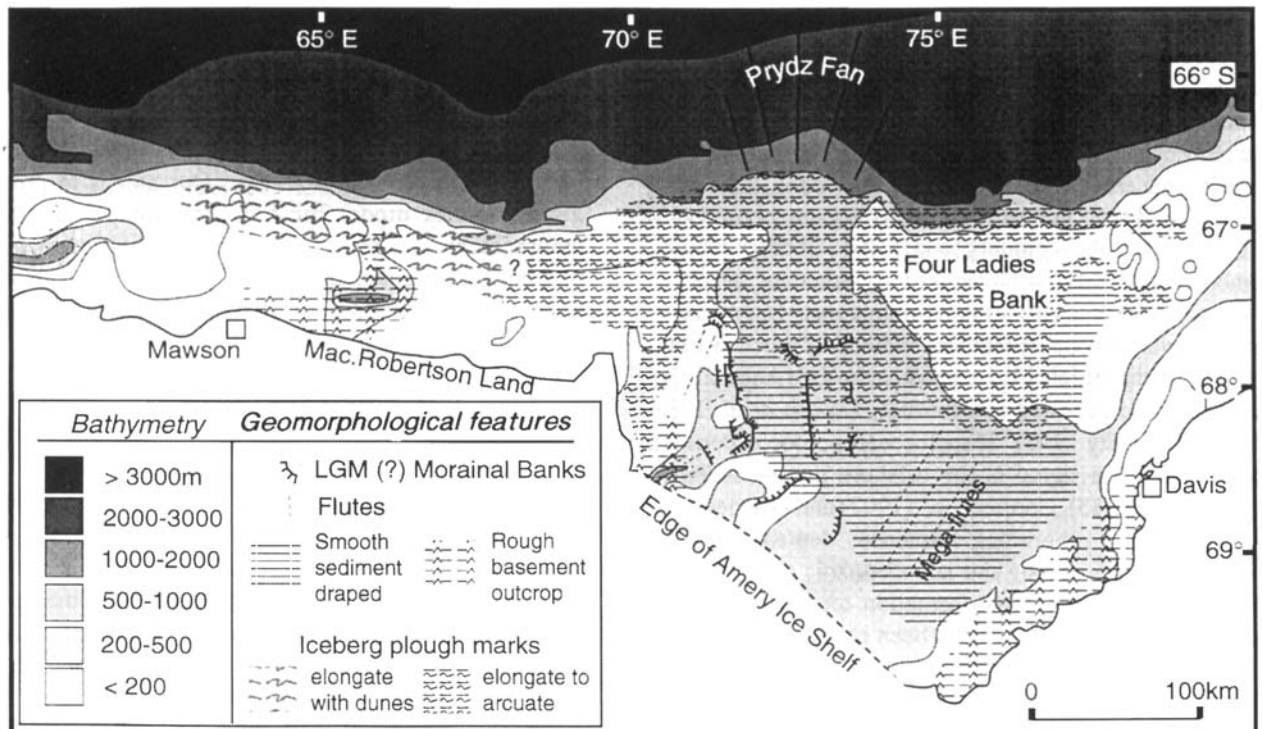 65° E
70° E
75° E
Prydz Fan
66° S
67°
?
Four Ladies
Bank
Mawson
Mac.Robertson Land
68°
Davis
Mega-flutes
69°
Edge of Amery Ice Shelf
Bathymetry
> 3000m
2000-3000
1000-2000
500-1000
200-500
< 200
Geomorphological features
LGM (?) Morainal Banks
Flutes
Smooth
sediment
draped
Rough
basement
outcrop
Iceberg plough marks
elongate
with dunes
elongate to
arcuate
0
100km